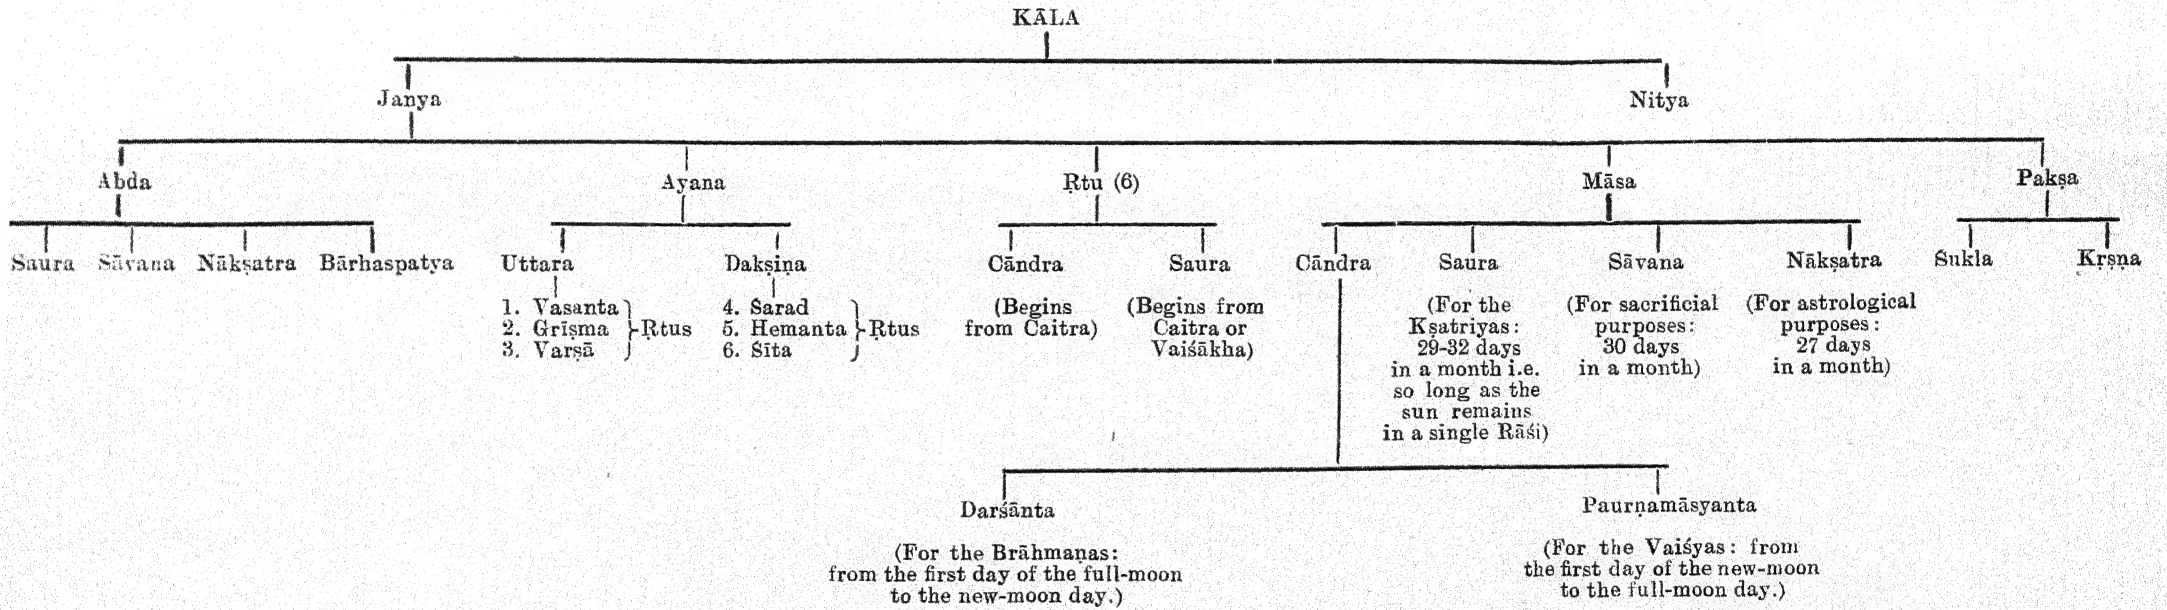 KĀLA
Janya
Nitya
Abda
Ayana
Ṛtu (6)
Māsa
Pakṣa
Saura
Sāvana
Nākṣatra
Bārhaspatya
Uttara
Dakṣiṇa
Cāndra
Saura
Cāndra
Saura
Sāvana
Nākṣatra
Śukla
Kṛṣṇa
1. Vasanta
2. Grīṣma
3. Varṣā
Ṛtus
4. Śarad
5. Hemanta
6. Śīta
Ṛtus
(Begins
from Caitra)
(Begins from
Caitra or
Vaiśākha)
(For the
Kṣatriyas:
29-32 days
in a month i.e.
so long as the
sun remains
in a single Rāśi)
(For sacrificial
purposes:
30 days
in a month)
(For astrological
purposes:
27 days
in a month)
Darśānta
(For the Brāhmaṇas:
from the first day of the full-moon
to the new-moon day.)
Paurṇamāsyanta
(For the Vaiśyas: from
the first day of the new-moon
to the full-moon day.)